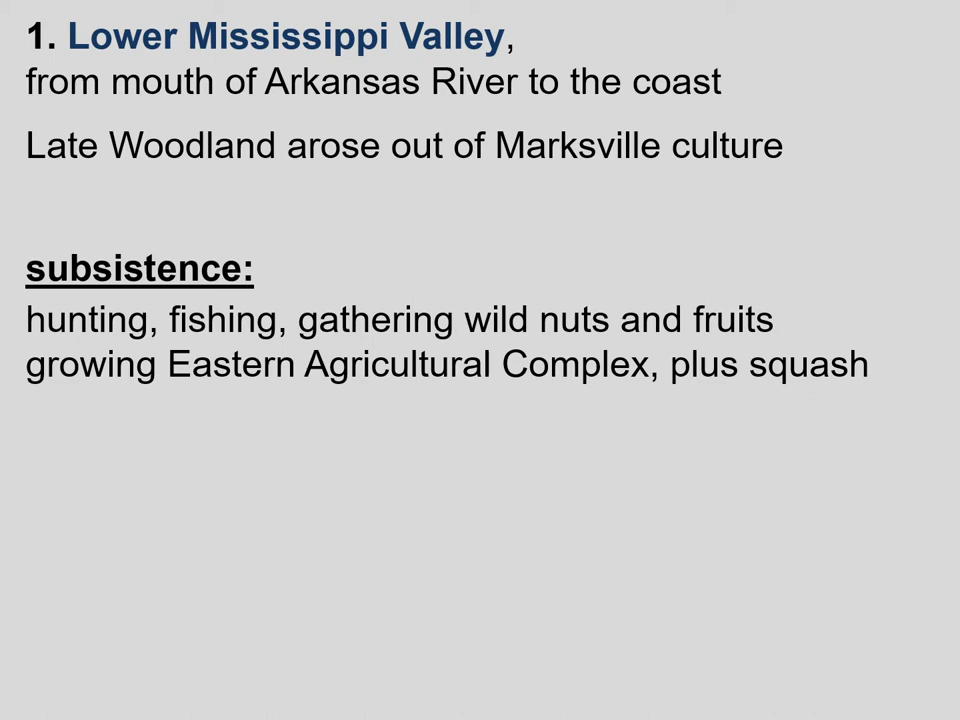 1. Lower Mississippi Valley,
from mouth of Arkansas River to the coast
Late Woodland arose out of Marksville culture
subsistence:
hunting, fishing, gathering wild nuts and fruits
growing Eastern Agricultural Complex, plus squash